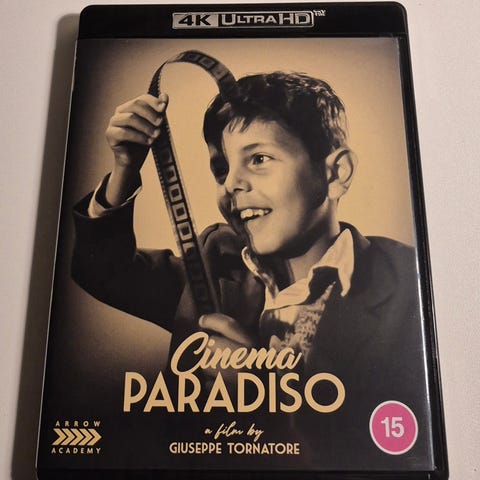 4K ULTRA HD
Cinema
PARADISO
a film by
GIUSEPPE TORNATORE
ARROW
ACADEMY
15